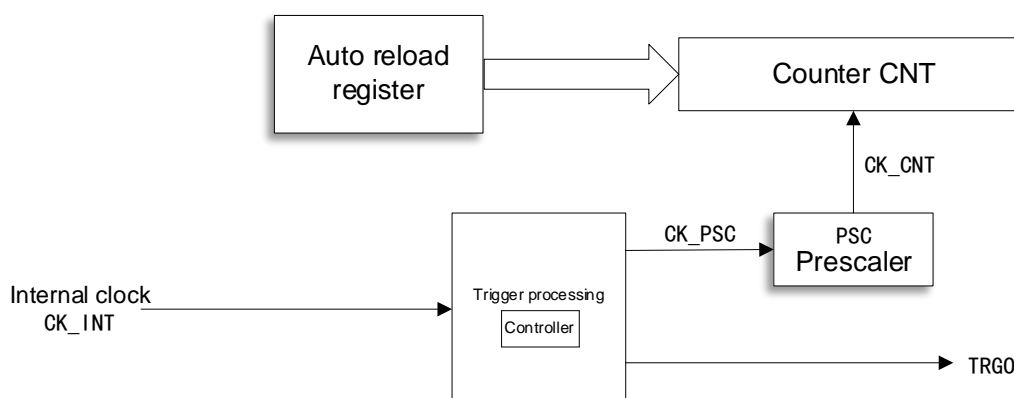 Auto reload
register
Counter CNT
CK_CNT
CK_PSC
PSC
Prescaler
Internal clock
CK_INT
Trigger processing
Controller
TRGO